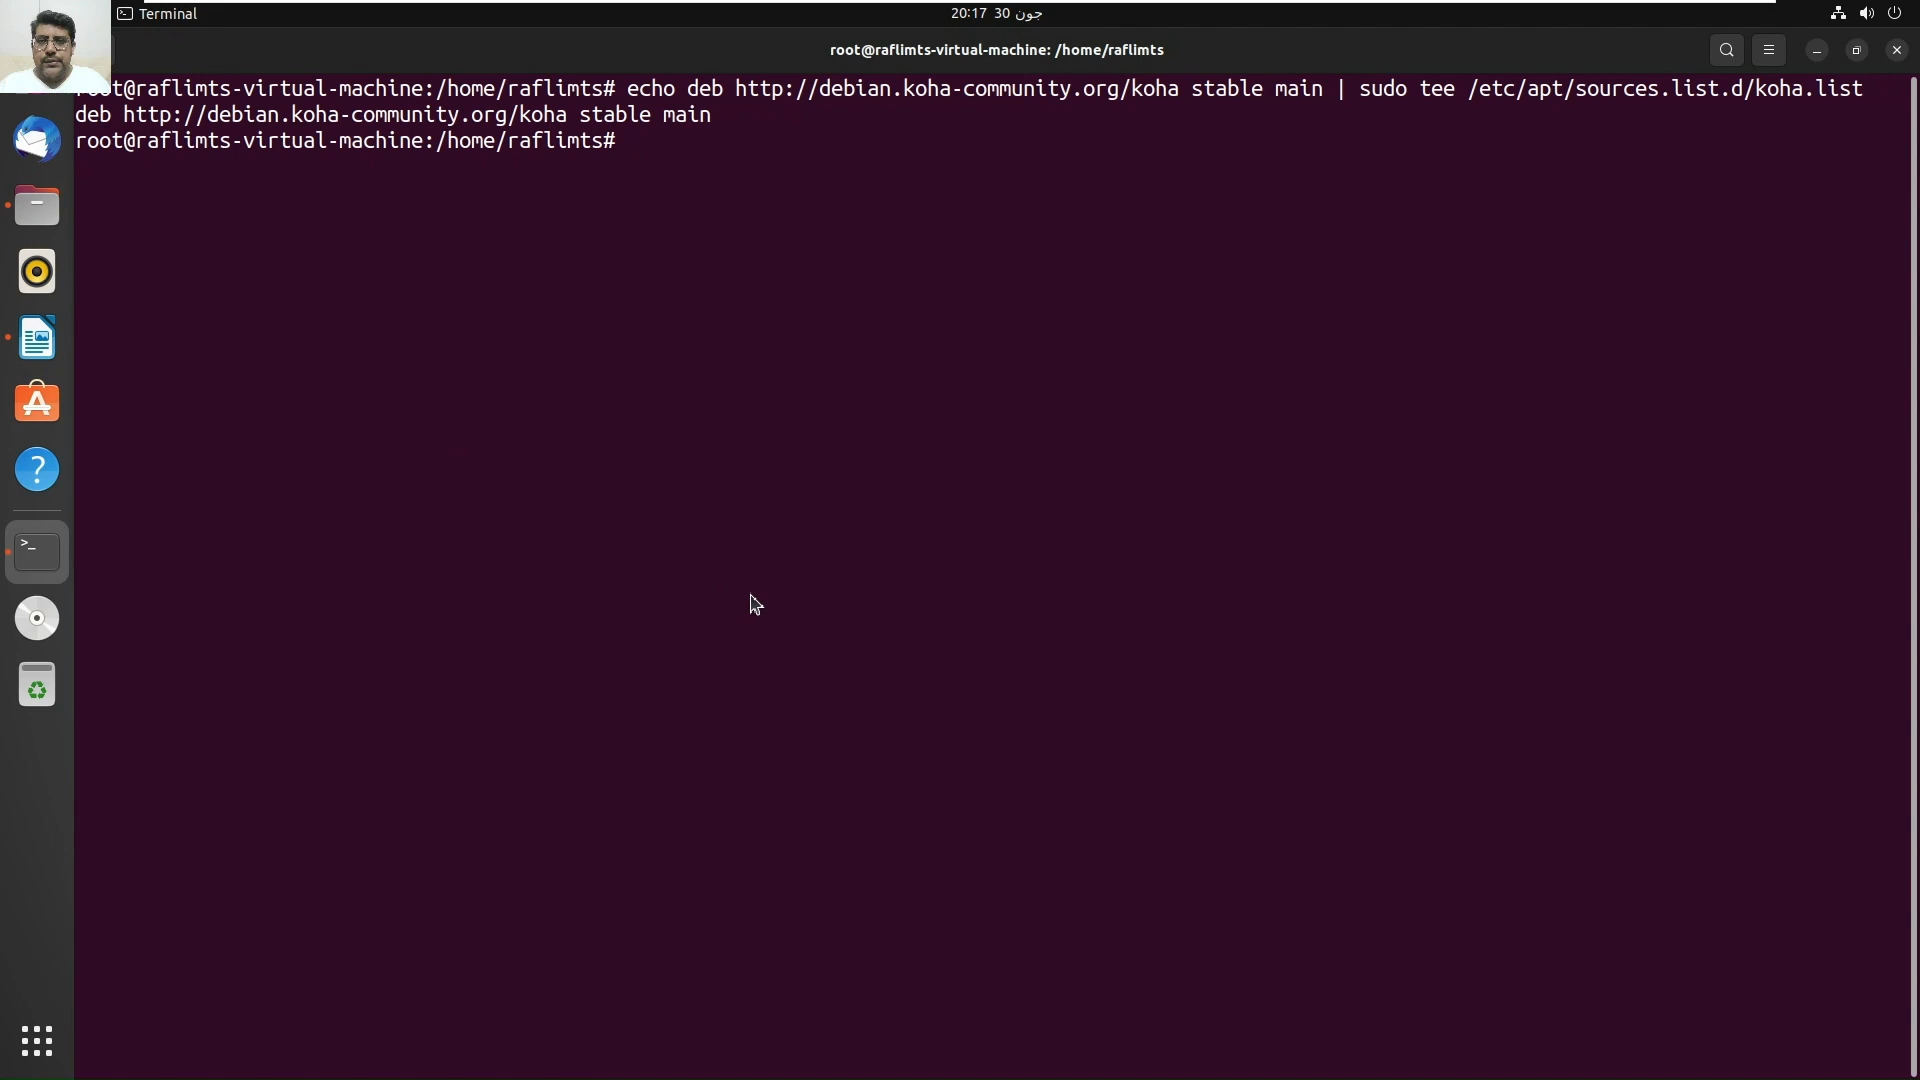 Terminal
20:17 30 جون
root@raflimts-virtual-machine: /home/raflimts
t@raflimts-virtual-machine:/home/raflimts# echo deb http://debian.koha-community.org/koha stable main | sudo tee /etc/apt/sources.list.d/koha.list
deb http://debian.koha-community.org/koha stable main
root@raflimts-virtual-machine:/home/raflimts#